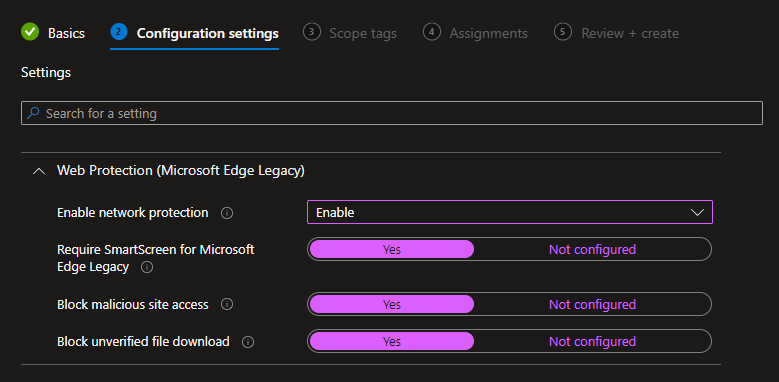 Basics 2 Configuration settings 3 Scope tags 4 Assignments 5 Review + create
Settings
Search for a setting
Web Protection (Microsoft Edge Legacy)
Enable network protection Enable
Require SmartScreen for Microsoft Yes Not configured
Edge Legacy
Block malicious site access Yes Not configured
Block unverified file download Yes Not configured